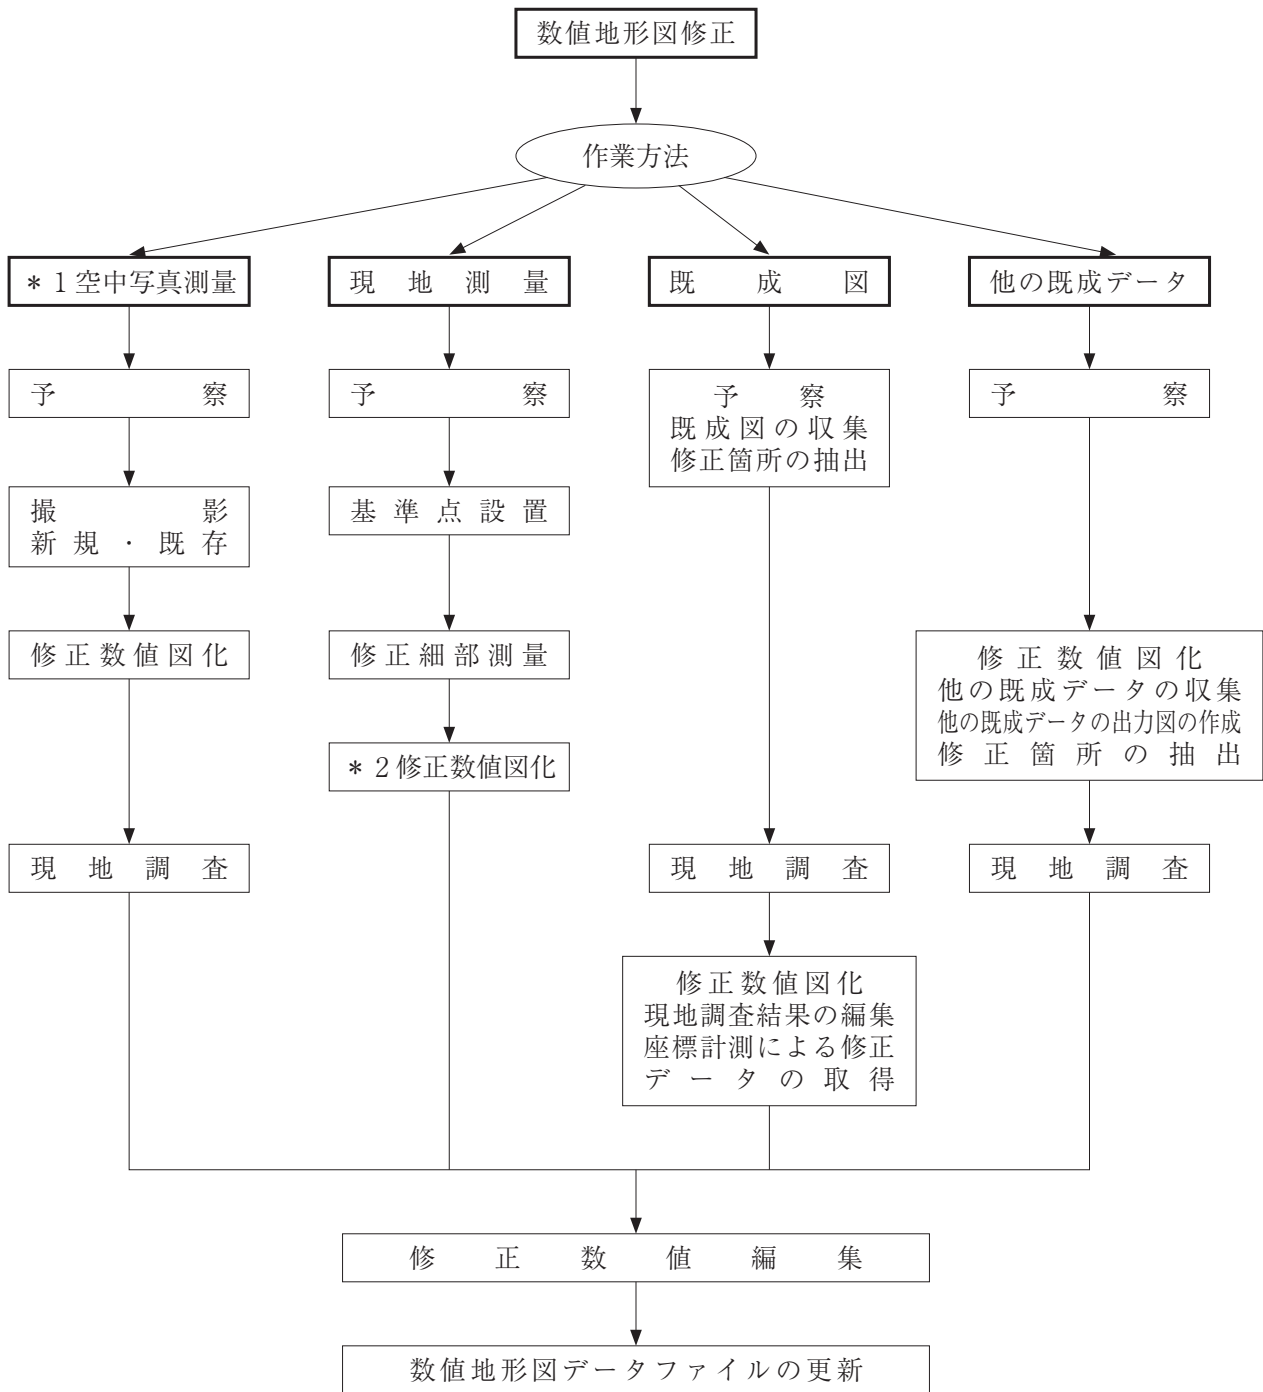 数値地形図修正
作業方法
＊１空中写真測量
現地測量
既成図
他の既成データ
予察
予察
予察
既成図の収集
修正箇所の抽出
予察
撮影
新規・既存
基準点設置
修正数値図化
修正細部測量
修正数値図化
他の既成データの収集
他の既成データの出力図の作成
修正箇所の抽出
＊２修正数値図化
現地調査
現地調査
現地調査
修正数値図化
現地調査結果の編集
座標計測による修正
データの取得
修正数値編集
数値地形図データファイルの更新